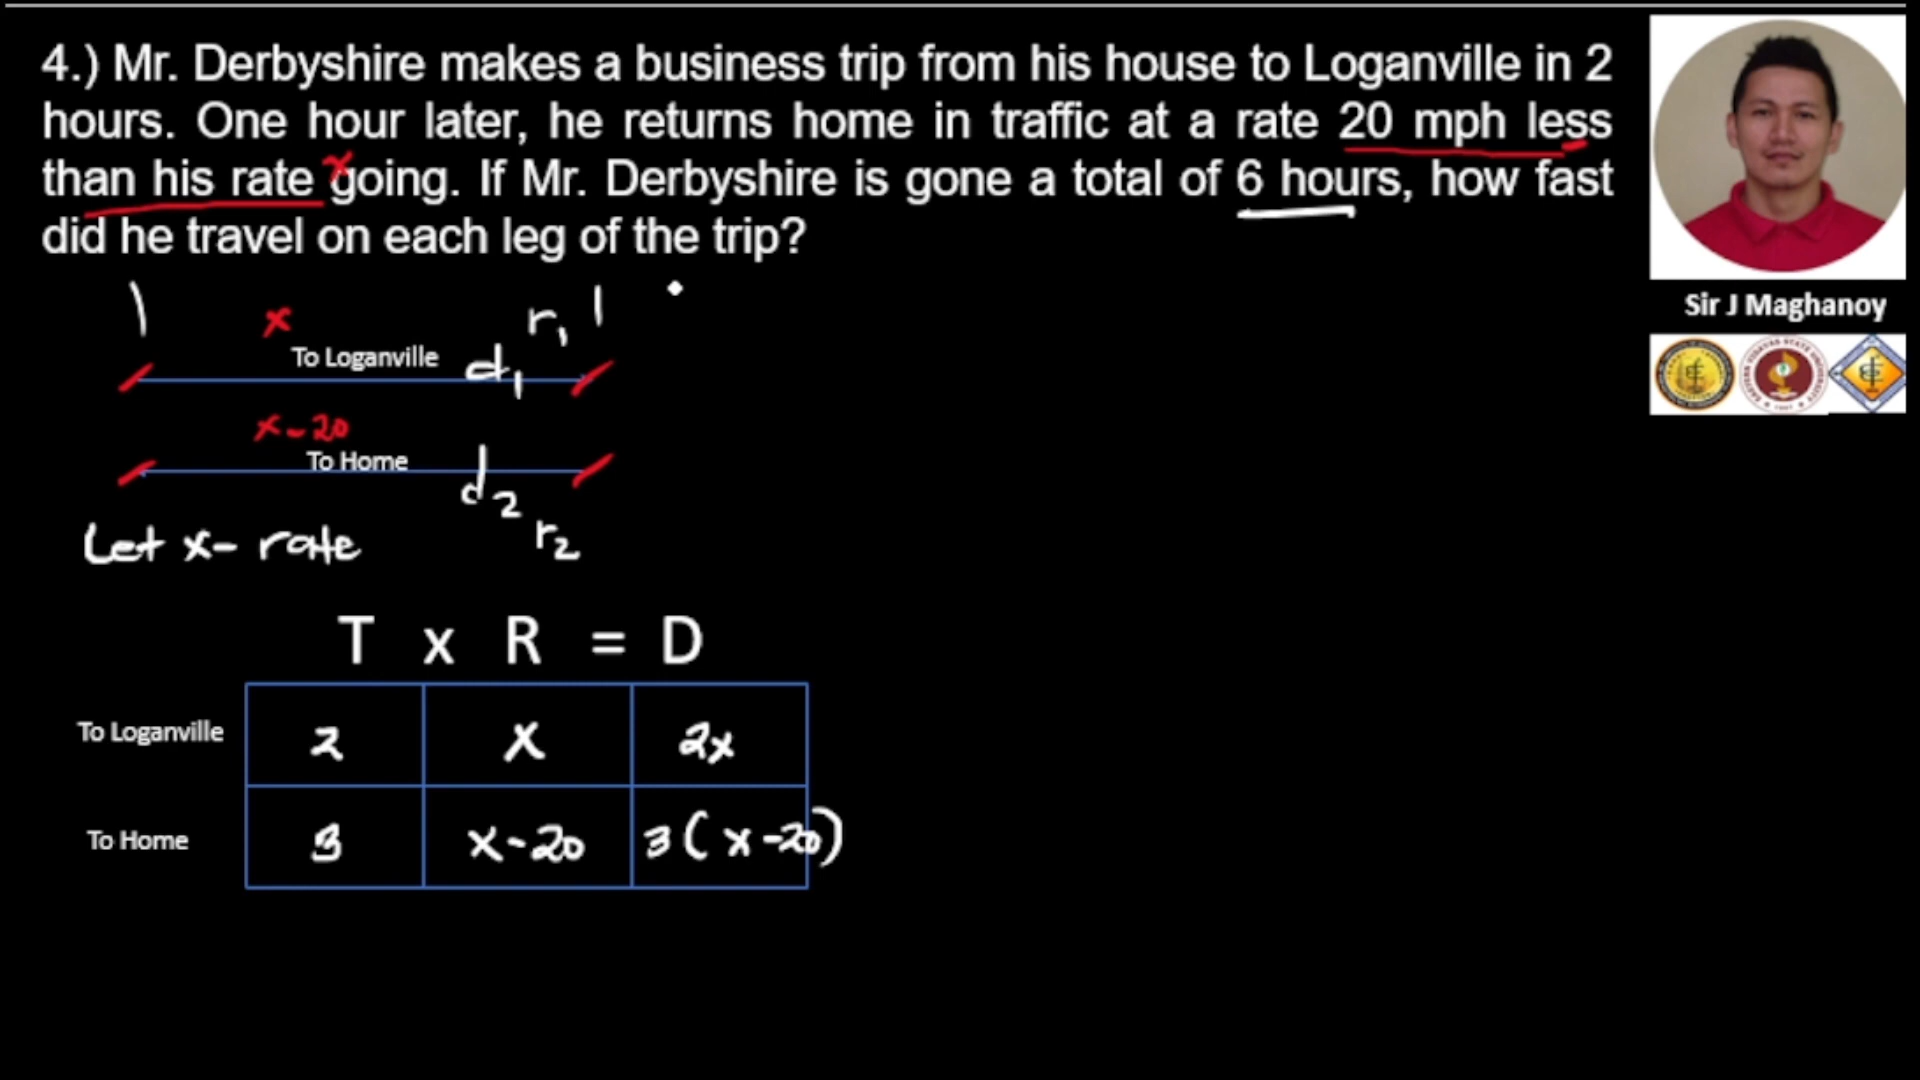 4.) Mr. Derbyshire makes a business trip from his house to Loganville in 2
hours. One hour later, he returns home in traffic at a rate 20 mph less
than his rate going. If Mr. Derbyshire is gone a total of 6 hours, how fast
did he travel on each leg of the trip?
x
Sir J Maghanoy
x
r₁
To Loganville
d₁
x-20
To Home
d₂
r₂
Let x- rate
T x R = D
To Loganville 2 x 2x
To Home 3 x-20 3(x-20)